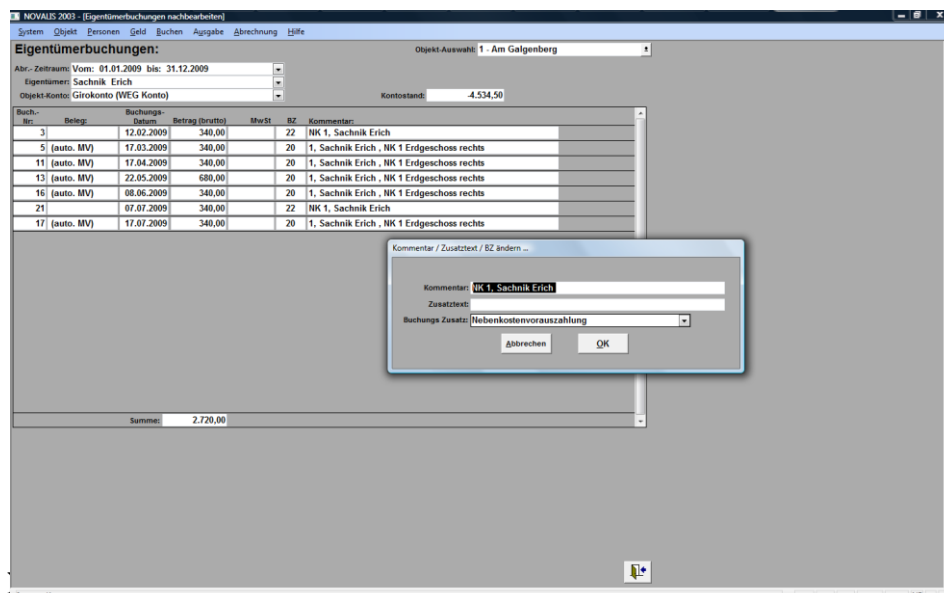 NOVALIS 2003 - [Eigentümerbuchungen nachbearbeiten]
System Objekt Personen Geld Buchen Ausgabe Abrechnung Hilfe
Eigentümerbuchungen:
Objekt-Auswahl: 1 - Am Galgenberg
Abr.- Zeitraum: Vom: 01.01.2009 bis: 31.12.2009
Eigentümer: Sachnik Erich
Objekt-Konto: Girokonto (WEG Konto)
Kontostand: -4.534,50
Buch.-Nr: Beleg: Buchungs-Datum Betrag (brutto) MwSt BZ Kommentar:
3 12.02.2009 340,00 22 NK 1, Sachnik Erich
5 (auto. MV) 17.03.2009 340,00 20 1, Sachnik Erich , NK 1 Erdgeschoss rechts
11 (auto. MV) 17.04.2009 340,00 20 1, Sachnik Erich , NK 1 Erdgeschoss rechts
13 (auto. MV) 22.05.2009 680,00 20 1, Sachnik Erich , NK 1 Erdgeschoss rechts
16 (auto. MV) 08.06.2009 340,00 20 1, Sachnik Erich , NK 1 Erdgeschoss rechts
21 07.07.2009 340,00 22 NK 1, Sachnik Erich
17 (auto. MV) 17.07.2009 340,00 20 1, Sachnik Erich , NK 1 Erdgeschoss rechts
Kommentar / Zusatztext / BZ ändern ...
Kommentar: NK 1, Sachnik Erich
Zusatztext:
Buchungs Zusatz: Nebenkostenvorauszahlung
Abbrechen OK
Summe: 2.720,00